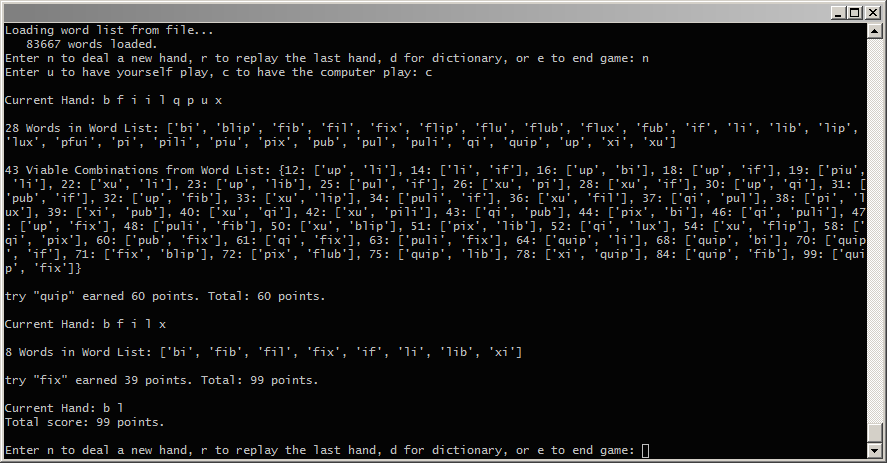 Loading word list from file...
   83667 words loaded.
Enter n to deal a new hand, r to replay the last hand, d for dictionary, or e to end game: n
Enter u to have yourself play, c to have the computer play: c
Current Hand: b f i i l q p u x
28 Words in Word List: ['bi', 'blip', 'fib', 'fil', 'fix', 'flip', 'flu', 'flub', 'flux', 'fub', 'if', 'li', 'lib', 'lip',
'lux', 'pfui', 'pi', 'pili', 'piu', 'pix', 'pub', 'pul', 'puli', 'qi', 'quip', 'up', 'xi', 'xu']
43 Viable Combinations from Word List: {12: ['up', 'li'], 14: ['li', 'if'], 16: ['up', 'bi'], 18: ['up', 'if'], 19: ['piu',
 'li'], 22: ['xu', 'li'], 23: ['up', 'lib'], 25: ['pul', 'if'], 26: ['xu', 'pi'], 28: ['xu', 'if'], 30: ['up', 'qi'], 31: [
'pub', 'if'], 32: ['up', 'fib'], 33: ['xu', 'lip'], 34: ['puli', 'if'], 36: ['xu', 'fil'], 37: ['qi', 'pul'], 38: ['pi', 'l
ux'], 39: ['xi', 'pub'], 40: ['xu', 'qi'], 42: ['xu', 'pili'], 43: ['qi', 'pub'], 44: ['pix', 'bi'], 46: ['qi', 'puli'], 47
: ['up', 'fix'], 48: ['puli', 'fib'], 50: ['xu', 'blip'], 51: ['pix', 'lib'], 52: ['qi', 'lux'], 54: ['xu', 'flip'], 58: ['
qi', 'pix'], 60: ['pub', 'fix'], 61: ['qi', 'fix'], 63: ['puli', 'fix'], 64: ['quip', 'li'], 68: ['quip', 'bi'], 70: ['quip
', 'if'], 71: ['fix', 'blip'], 72: ['pix', 'flub'], 75: ['quip', 'lib'], 78: ['xi', 'quip'], 84: ['quip', 'fib'], 99: ['qui
p', 'fix']}
try "quip" earned 60 points. Total: 60 points.
Current Hand: b f i l x
8 Words in Word List: ['bi', 'fib', 'fil', 'fix', 'if', 'li', 'lib', 'xi']
try "fix" earned 39 points. Total: 99 points.
Current Hand: b l
Total score: 99 points.
Enter n to deal a new hand, r to replay the last hand, d for dictionary, or e to end game: